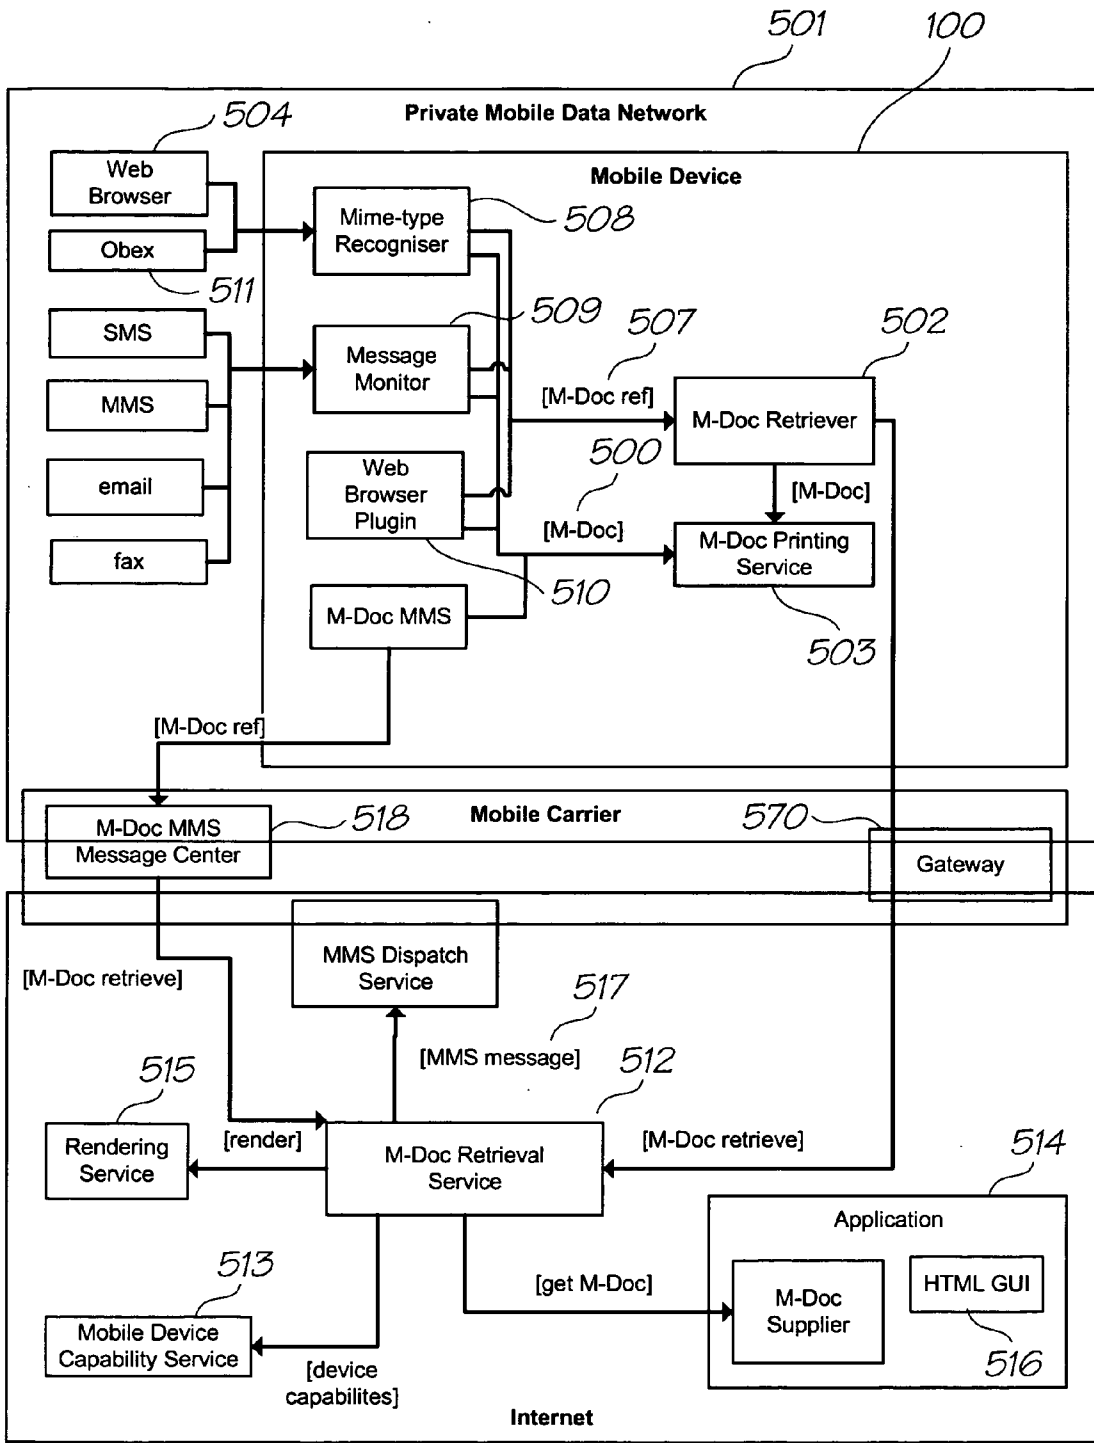 501
100
Private Mobile Data Network
504
Web
Browser
Mobile Device
Mime-type
Recogniser
508
Obex
511
509
507
502
SMS
Message
Monitor
MMS
[M-Doc ref]
M-Doc Retriever
500
email
Web
Browser
Plugin
[M-Doc]
[M-Doc]
M-Doc Printing
Service
fax
510
M-Doc MMS
503
[M-Doc ref]
Mobile Carrier
M-Doc MMS
Message Center
518
570
Gateway
MMS Dispatch
Service
[M-Doc retrieve]
517
[MMS message]
515
512
[render]
[M-Doc retrieve]
Rendering
Service
M-Doc Retrieval
Service
514
Application
513
[get M-Doc]
M-Doc
Supplier
HTML GUI
Mobile Device
Capability Service
516
[device
capabilites]
Internet